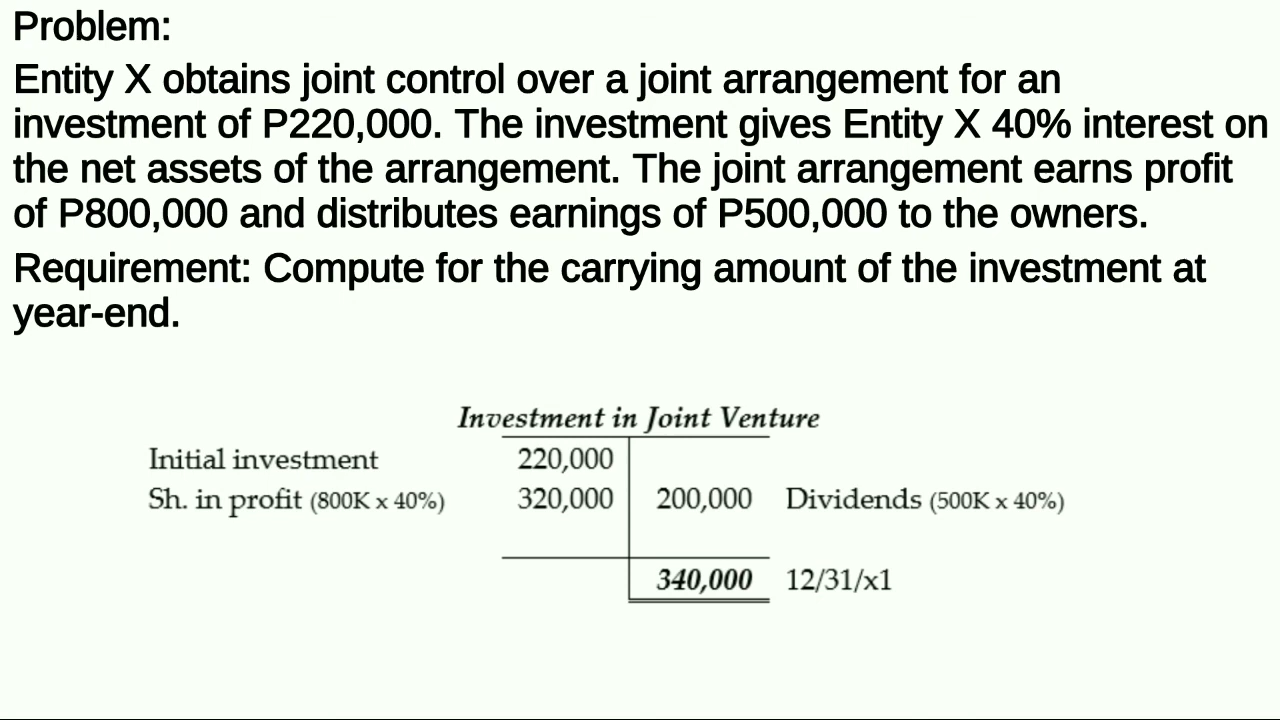 Problem:
Entity X obtains joint control over a joint arrangement for an
investment of P220,000. The investment gives Entity X 40% interest on
the net assets of the arrangement. The joint arrangement earns profit
of P800,000 and distributes earnings of P500,000 to the owners.
Requirement: Compute for the carrying amount of the investment at
year-end.
Investment in Joint Venture
Initial investment 220,000
Sh. in profit (800K x 40%) 320,000 200,000 Dividends (500K x 40%)
340,000 12/31/x1